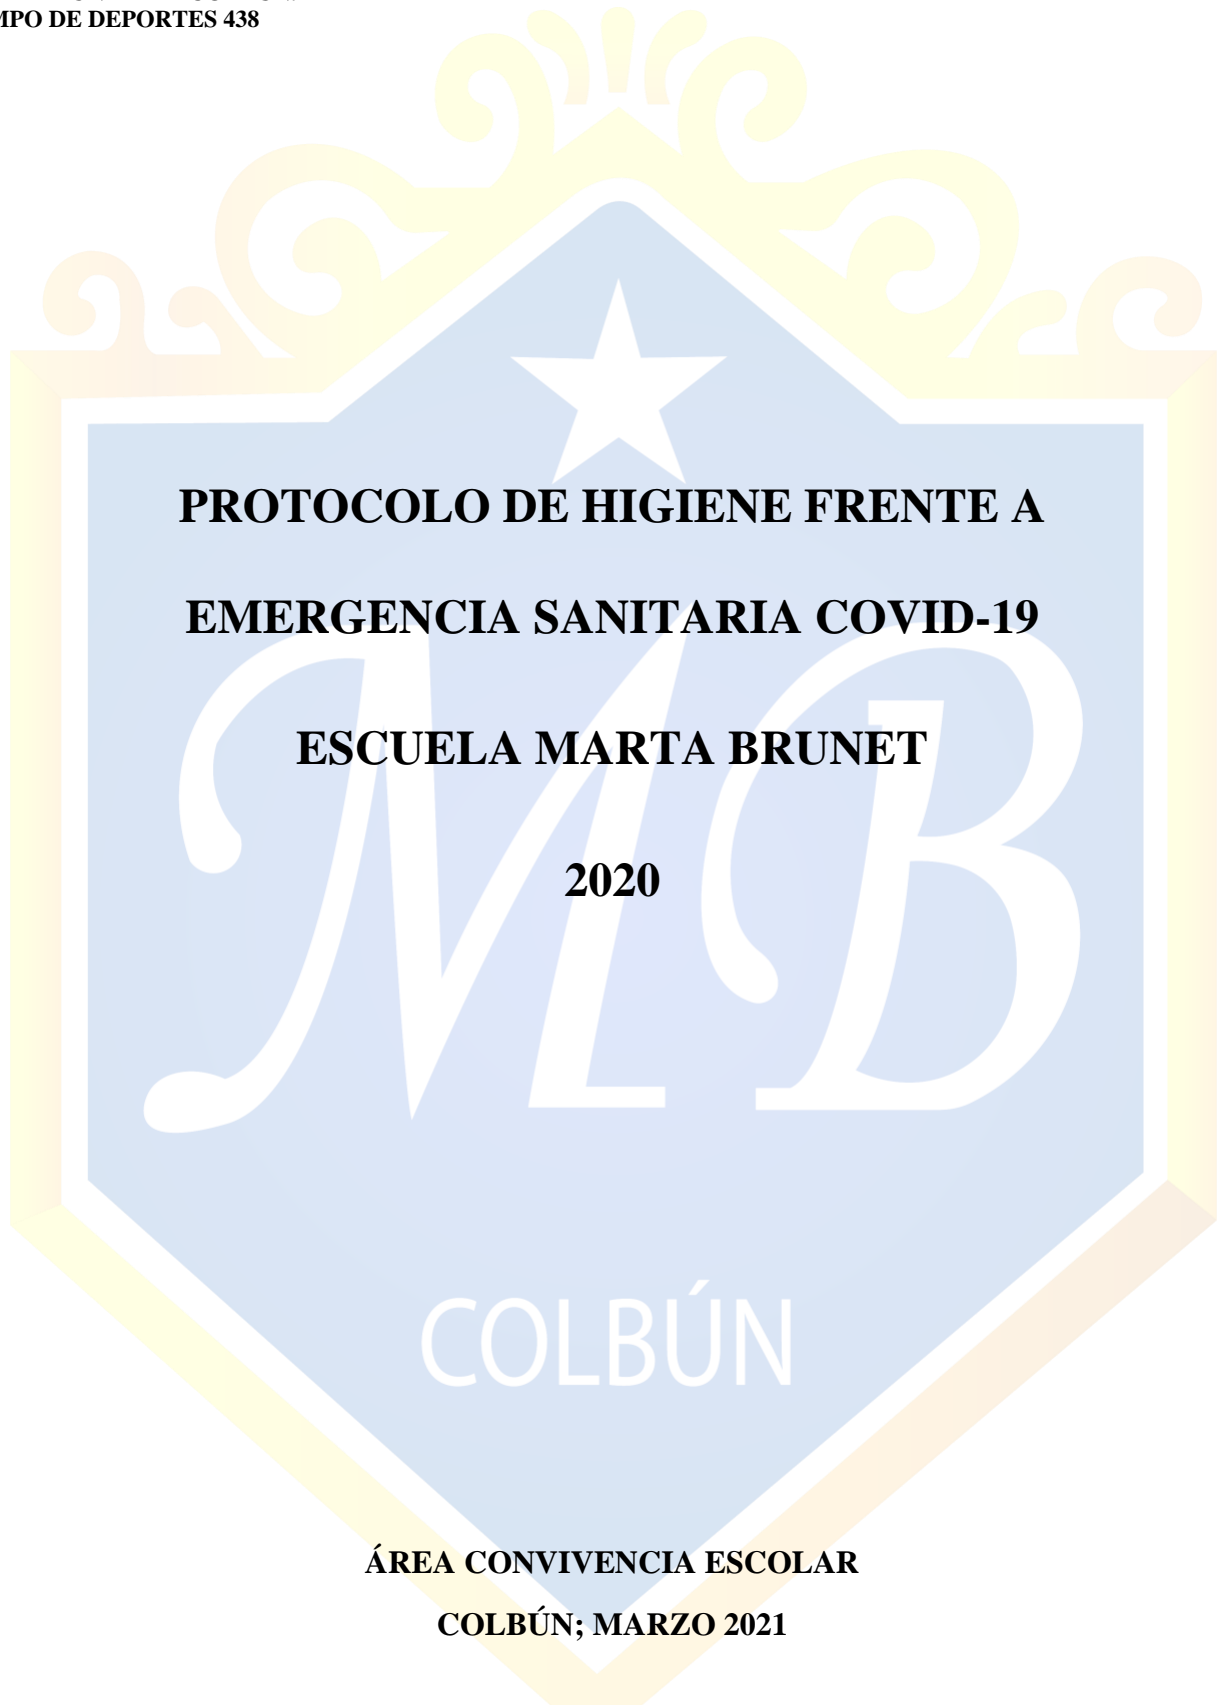 DE DEPORTES 438
PROTOCOLO DE HIGIENE FRENTE A
EMERGENCIA SANITARIA COVID-19
ESCUELA MARTA BRUNET
2020
MB
COLBÚN
ÁREA CONVIVENCIA ESCOLAR
COLBÚN; MARZO 2021